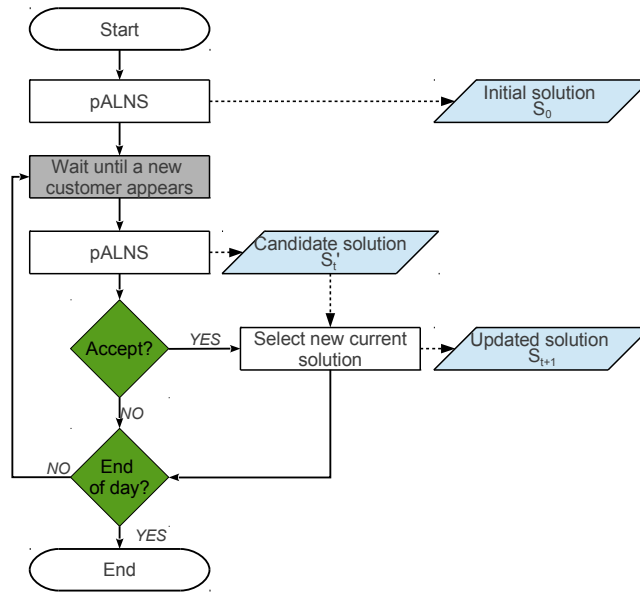 Start
pALNS
Initial solution
S0
Wait until a new
customer appears
pALNS
Candidate solution
St'
Accept?
YES
Select new current
solution
Updated solution
St+1
NO
End
of day?
NO
YES
End